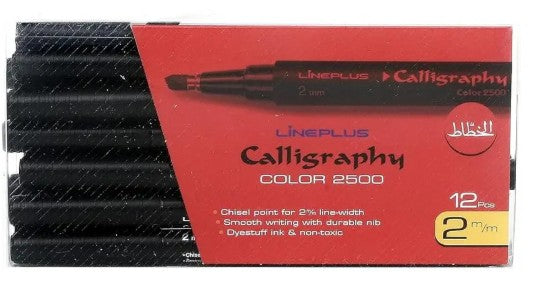 LINEPLUS Calligraphy
2 mm Color 2500
الخطاط
LINEPLUS
Calligraphy
COLOR 2500
12 Pcs
2 m/m
• Chisel point for 2‰ line-width
• Smooth writing with durable nib
• Dyestuff ink & non-toxic